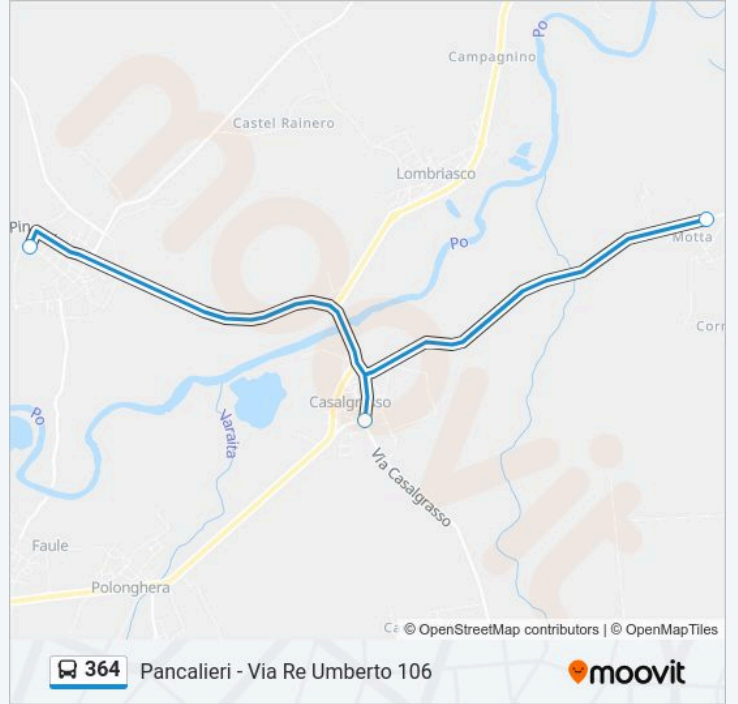 Po
Campagnino
Castel Rainero
Lombriasco
Po
Motta
Casalgrasso
Po
Varaita
Via Casalgrasso
Faule
Polonghera
© OpenStreetMap contributors | © OpenMapTiles
364 Pancalieri - Via Re Umberto 106
moovit
moovit